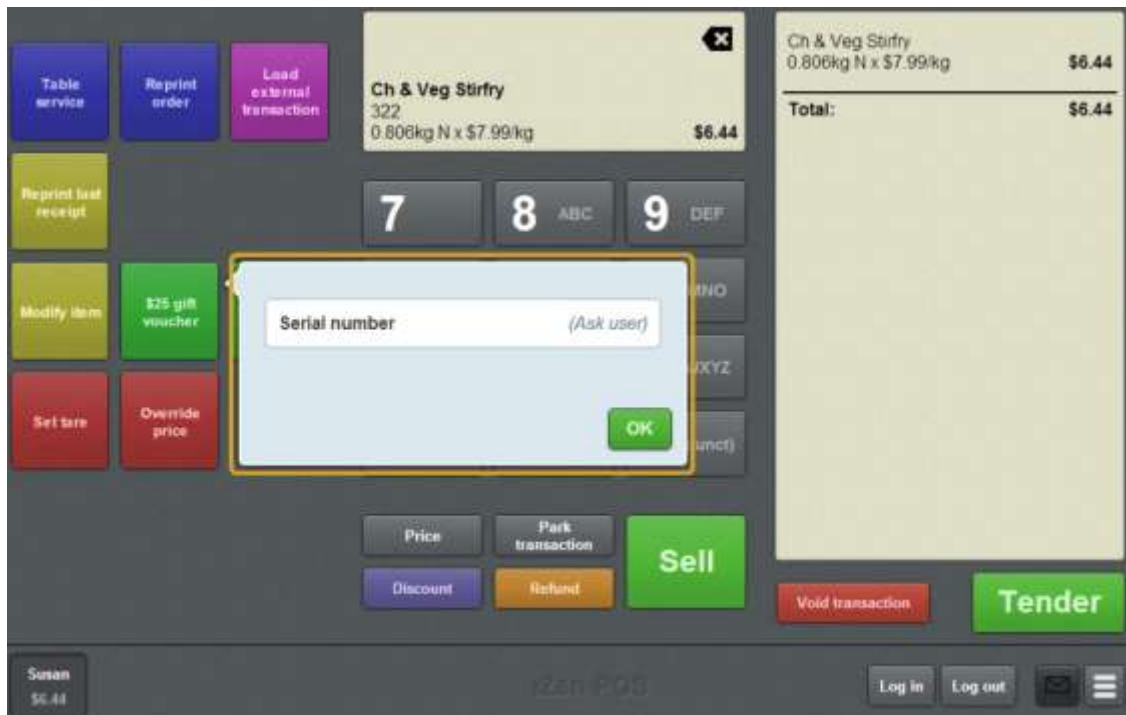 Table
service
Reprint
order
Load
external
transaction
Reprint last
receipt
Modify item
$25 gift
voucher
Set tare
Override
price
Ch & Veg Stirfry
322
0.806kg N x $7.99/kg $6.44
7
8 ABC
9 DEF
MNO
WXYZ
unct)
Serial number (Ask user)
OK
Price
Park
transaction
Sell
Discount
Refund
Ch & Veg Stirfry
0.806kg N x $7.99/kg $6.44
Total: $6.44
Void transaction
Tender
Susan
$6.44
POS
Log in
Log out